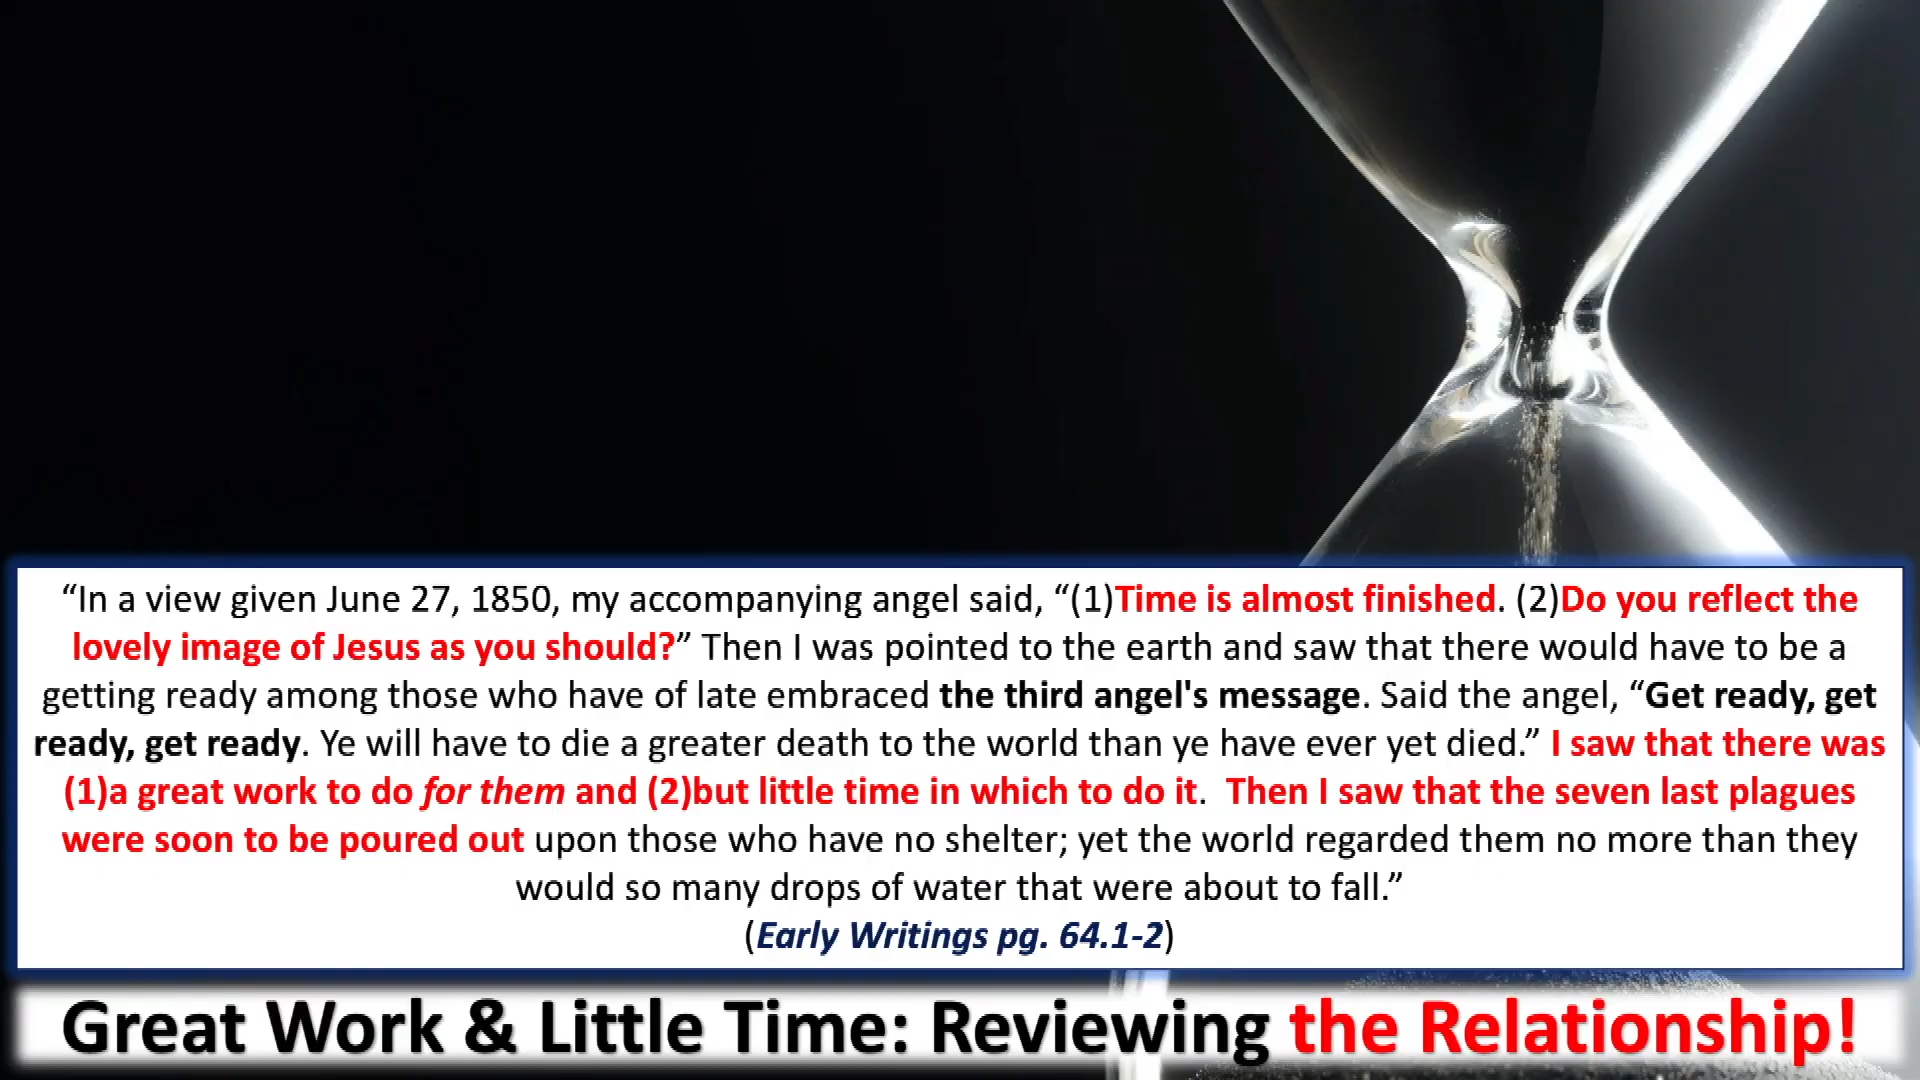 “In a view given June 27, 1850, my accompanying angel said, “(1)Time is almost finished. (2)Do you reflect the
lovely image of Jesus as you should?” Then I was pointed to the earth and saw that there would have to be a
getting ready among those who have of late embraced the third angel's message. Said the angel, “Get ready, get
ready, get ready. Ye will have to die a greater death to the world than ye have ever yet died.” I saw that there was
(1)a great work to do for them and (2)but little time in which to do it.  Then I saw that the seven last plagues
were soon to be poured out upon those who have no shelter; yet the world regarded them no more than they
would so many drops of water that were about to fall.”
(Early Writings pg. 64.1-2)
Great Work & Little Time: Reviewing the Relationship!